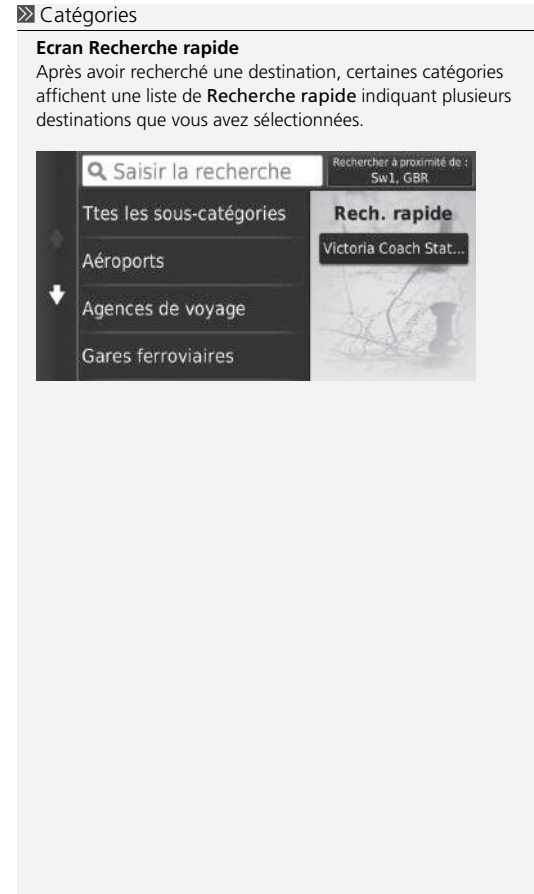 Catégories
Ecran Recherche rapide
Après avoir recherché une destination, certaines catégories
affichent une liste de Recherche rapide indiquant plusieurs
destinations que vous avez sélectionnées.
Saisir la recherche
Rechercher à proximité de :
Sw1, GBR
Ttes les sous-catégories
Rech. rapide
Victoria Coach Stat...
Aéroports
Agences de voyage
Gares ferroviaires